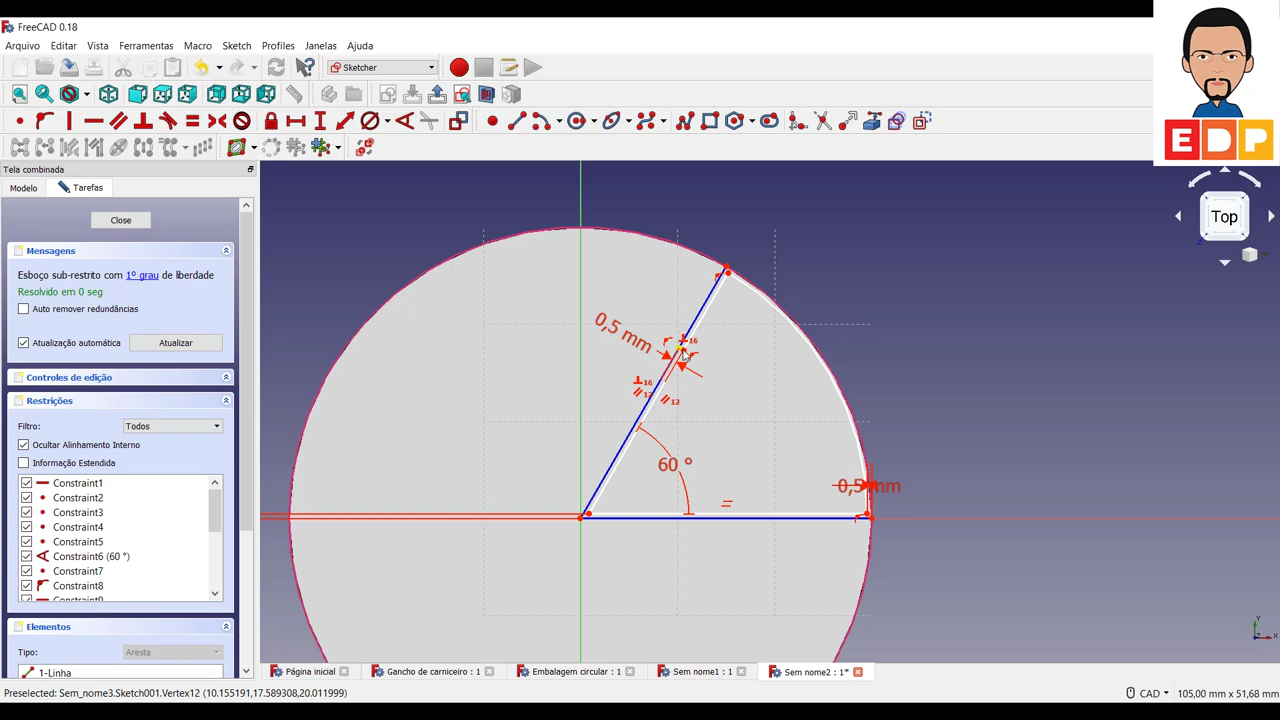 FreeCAD 0.18
Arquivo Editar Vista Ferramentas Macro Sketch Profiles Janelas Ajuda
Sketcher
EDP
Tela combinada
Modelo Tarefas
Close
Mensagens
Esboço sub-restrito com 1º grau de liberdade
Resolvido em 0 seg
Auto remover redundâncias
Atualização automática Atualizar
Controles de edição
Restrições
Filtro: Todos
Ocultar Alinhamento Interno
Informação Estendida
Constraint1
Constraint2
Constraint3
Constraint4
Constraint5
Constraint6 (60 °)
Constraint7
Constraint8
Constraint9
Elementos
Tipo: Aresta
1-Linha
Top
0,5 mm
16
16
12
12
60 °
0,5 mm
Y
Z X
Página inicial Gancho de carniceiro : 1 Embalagem circular : 1 Sem nome1 : 1 Sem nome2 : 1*
Preselected: Sem_nome3.Sketch001.Vertex12 (10.155191,17.589308,20.011999)
CAD 105,00 mm x 51,68 mm